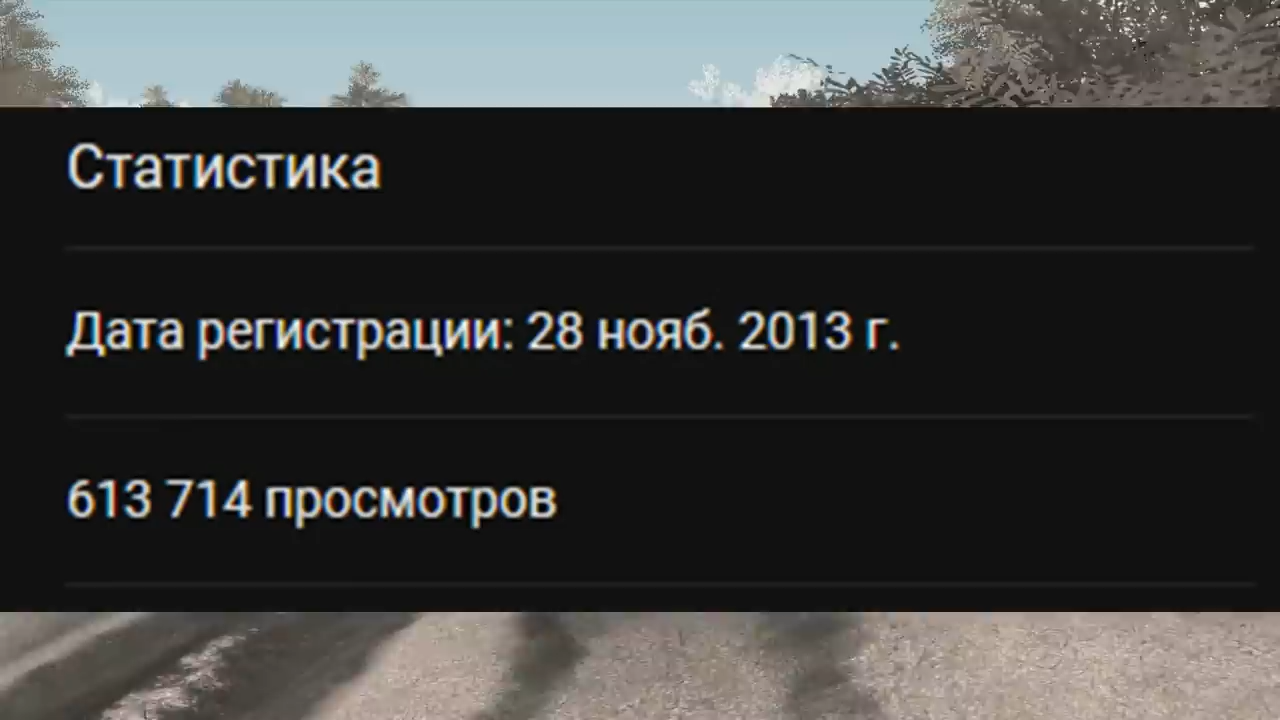 Статистика
Дата регистрации: 28 нояб. 2013 г.
613 714 просмотров